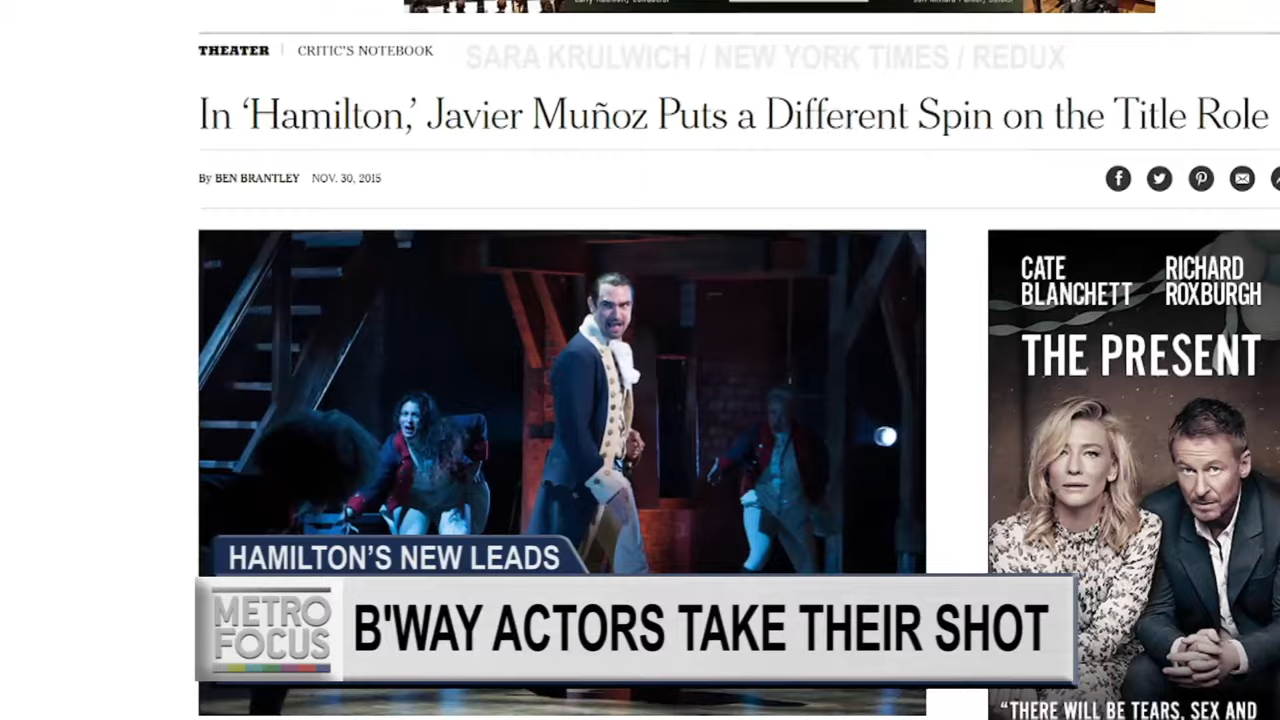 THEATER | CRITIC'S NOTEBOOK
SARA KRULWICH / NEW YORK TIMES / REDUX
In ‘Hamilton,’ Javier Muñoz Puts a Different Spin on the Title Role
By BEN BRANTLEY NOV. 30, 2015
CATE BLANCHETT
RICHARD ROXBURGH
THE PRESENT
HAMILTON'S NEW LEADS
METRO
FOCUS
B'WAY ACTORS TAKE THEIR SHOT
“THERE WILL BE TEARS, SEX AND